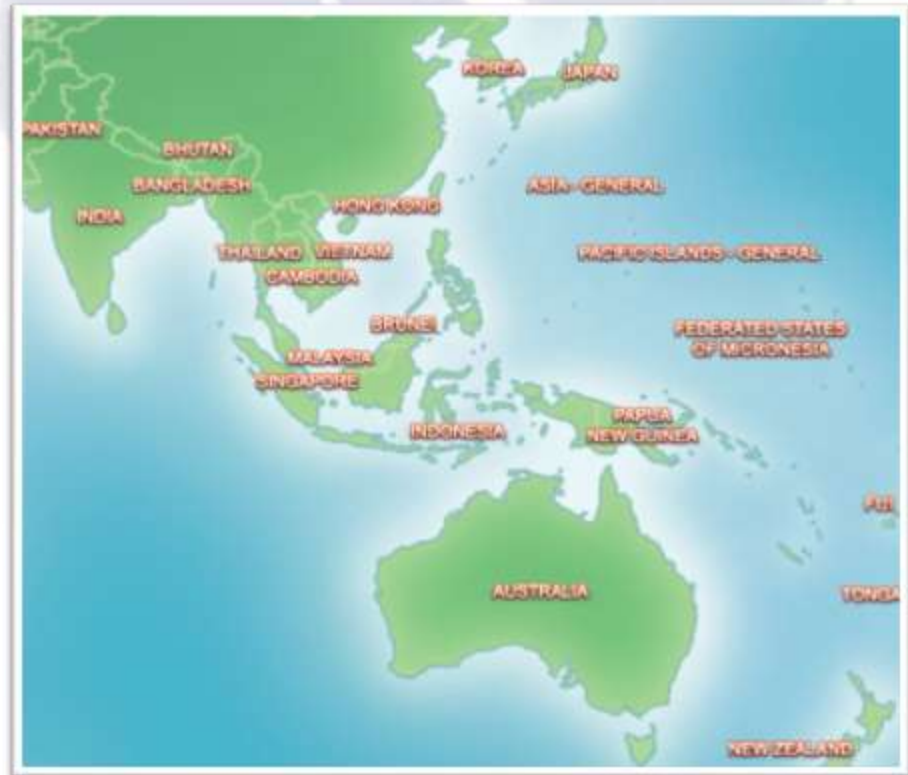 KOREA
JAPAN
PAKISTAN
BHUTAN
BANGLADESH
ASIA - GENERAL
INDIA
HONG KONG
THAILAND
VIETNAM
PACIFIC ISLANDS - GENERAL
CAMBODIA
BRUNEI
FEDERATED STATES
OF MICRONESIA
MALAYSIA
SINGAPORE
PAPUA
NEW GUINEA
INDONESIA
FIJI
AUSTRALIA
TONGA
NEW ZEALAND